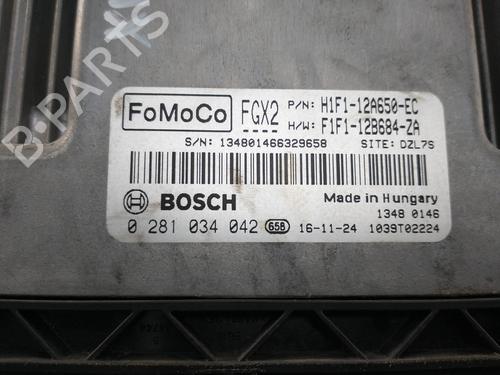 FoMoCo FGX2 P/N: H1F1-12A650-EC
H/W: F1F1-12B684-ZA
S/N: 134801466329658 SITE: DZL7S
BOSCH Made in Hungary
1348 0146
0 281 034 042 658 16-11-24 1039T02224
B-Parts